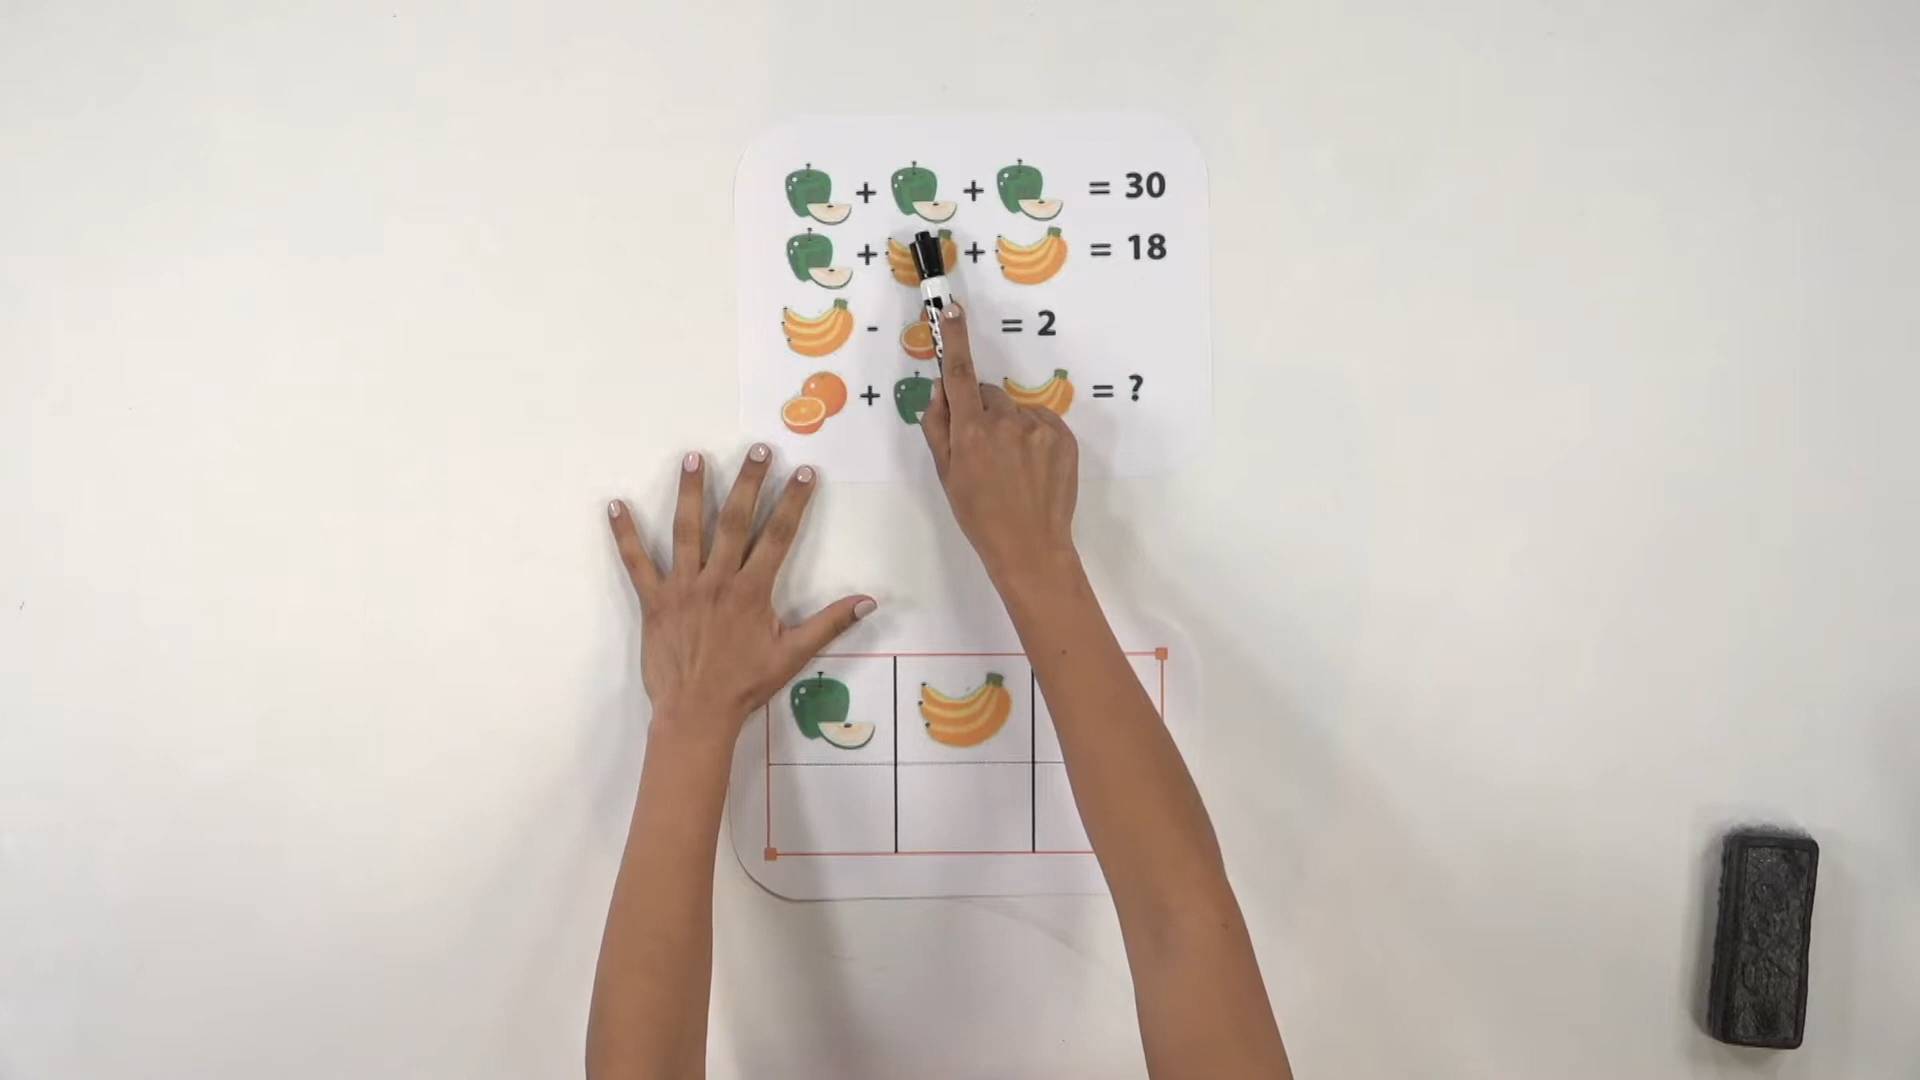 + + = 30
+ + = 18
- = 2
+ = ?